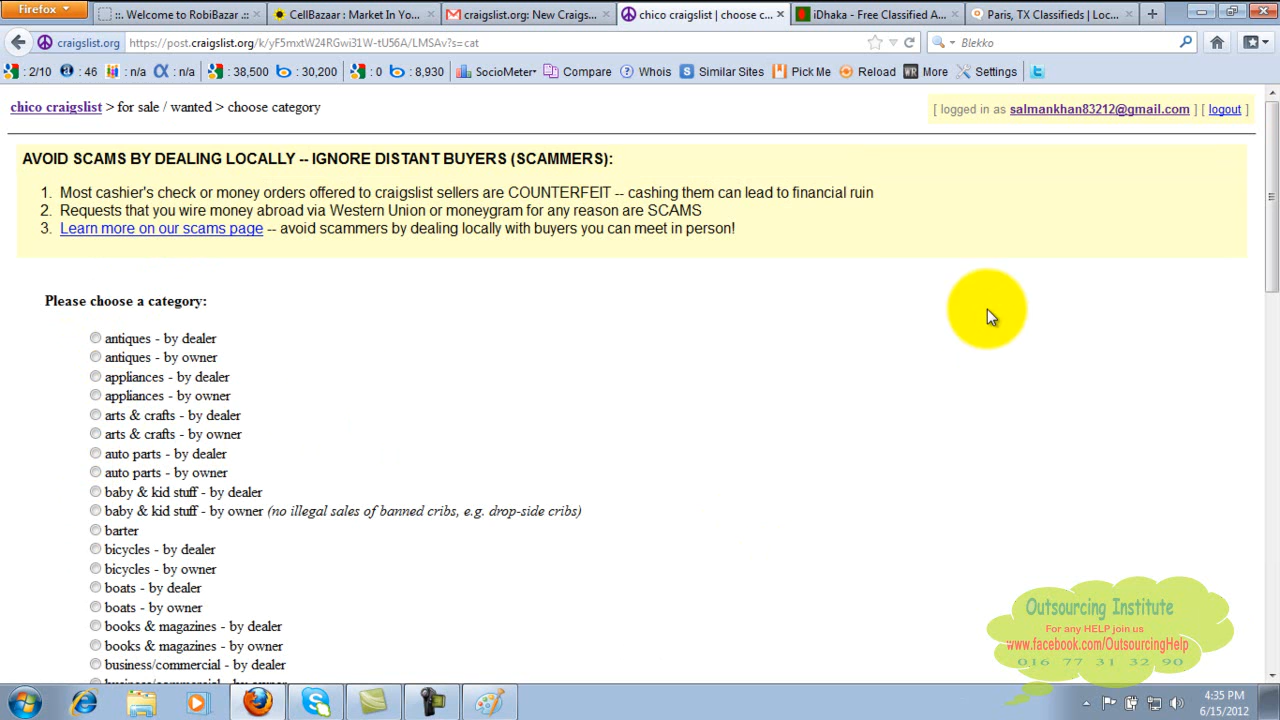 Firefox
::. Welcome to RobiBazar .::
CellBazaar : Market In Yo...
craigslist.org: New Craigs...
chico craigslist | choose c...
iDhaka - Free Classified A...
Paris, TX Classifieds | Loc...
craigslist.org
https://post.craigslist.org/k/yF5mxtW24RGwi31W-tU56A/LMSAv?s=cat
Blekko
: 2/10 : 46 : n/a : n/a : 38,500 : 30,200 : 0 : 8,930 SocioMeter Compare Whois Similar Sites Pick Me Reload More Settings
chico craigslist > for sale / wanted > choose category
[ logged in as salmankhan83212@gmail.com ] [ logout ]
AVOID SCAMS BY DEALING LOCALLY -- IGNORE DISTANT BUYERS (SCAMMERS):
1. Most cashier's check or money orders offered to craigslist sellers are COUNTERFEIT -- cashing them can lead to financial ruin
2. Requests that you wire money abroad via Western Union or moneygram for any reason are SCAMS
3. Learn more on our scams page -- avoid scammers by dealing locally with buyers you can meet in person!
Please choose a category:
antiques - by dealer
antiques - by owner
appliances - by dealer
appliances - by owner
arts & crafts - by dealer
arts & crafts - by owner
auto parts - by dealer
auto parts - by owner
baby & kid stuff - by dealer
baby & kid stuff - by owner (no illegal sales of banned cribs, e.g. drop-side cribs)
barter
bicycles - by dealer
bicycles - by owner
boats - by dealer
boats - by owner
books & magazines - by dealer
books & magazines - by owner
business/commercial - by dealer
business/commercial - by owner
Outsourcing Institute
For any HELP join us
www.facebook.com/OutsourcingHelp
016 77 31 32 90
4:35 PM
6/15/2012